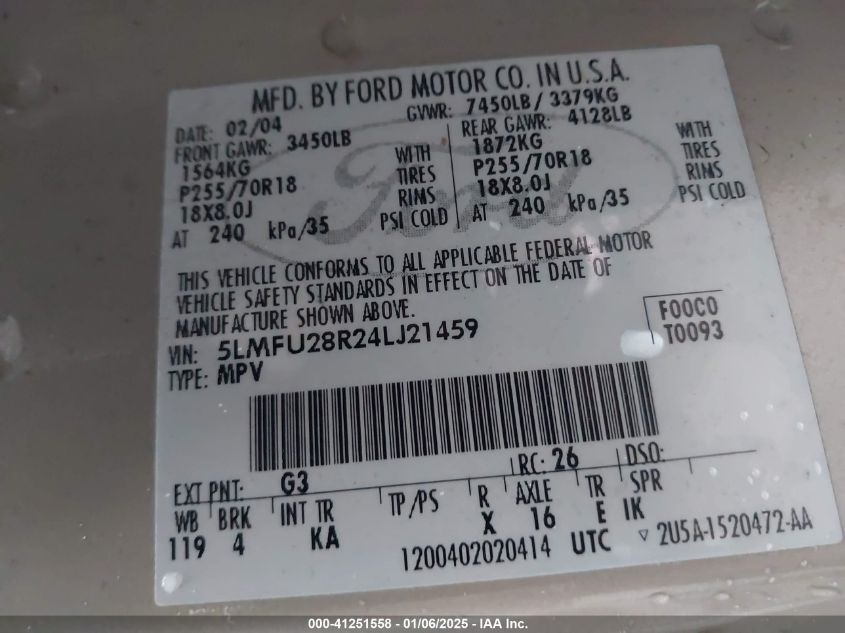 MFD. BY FORD MOTOR CO. IN U.S.A.
DATE: 02/04 GVWR: 7450LB / 3379KG
FRONT GAWR: 3450LB REAR GAWR: 4128LB
1564KG WITH 1872KG WITH
P255/70R18 TIRES P255/70R18 TIRES
18X8.0J RIMS 18X8.0J RIMS
AT 240 kPa/35 PSI COLD AT 240 kPa/35 PSI COLD
Ford
THIS VEHICLE CONFORMS TO ALL APPLICABLE FEDERAL MOTOR
VEHICLE SAFETY STANDARDS IN EFFECT ON THE DATE OF
MANUFACTURE SHOWN ABOVE.
VIN: 5LMFU28R24LJ21459 F00C0
TYPE: MPV T0093
EXT PNT: G3 RC: 26 DSO:
WB BRK INT TR TP/PS R AXLE TR SPR
119 4 KA X 16 E IK
1200402020414 UTC ▽ 2U5A-1520472-AA
000-41251558 - 01/06/2025 - IAA Inc.